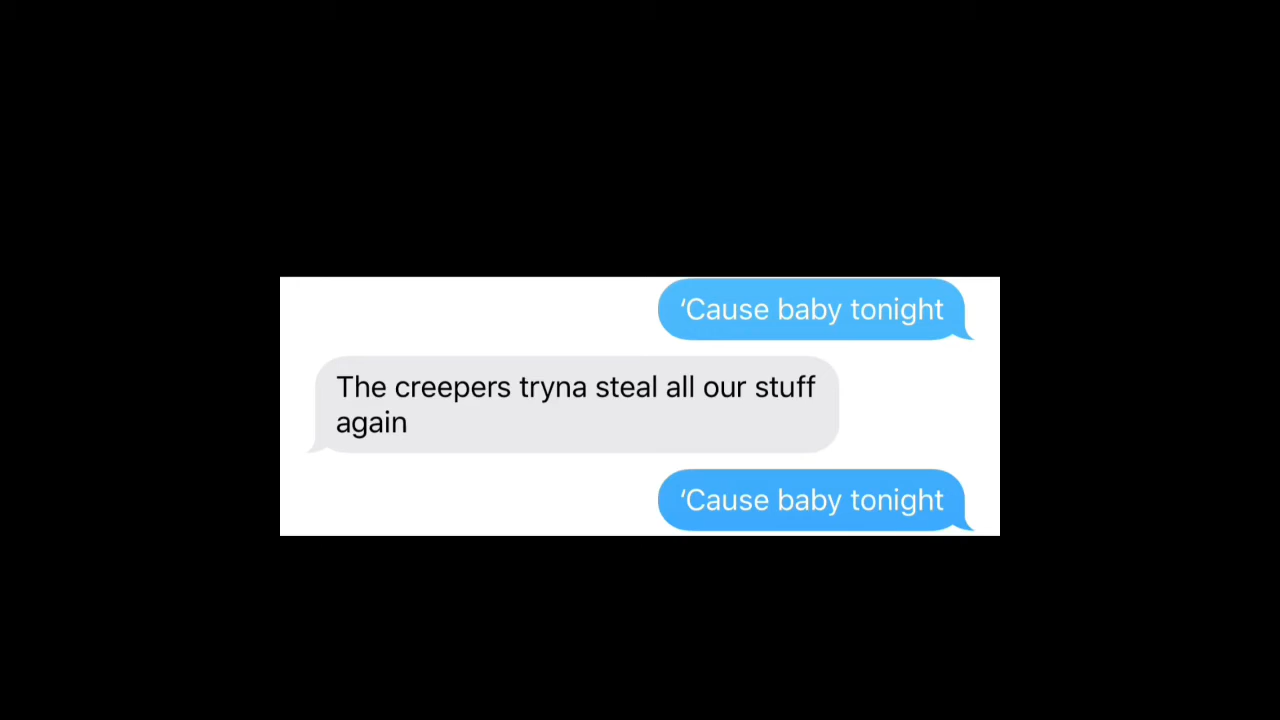 ‘Cause baby tonight
The creepers tryna steal all our stuff
again
‘Cause baby tonight